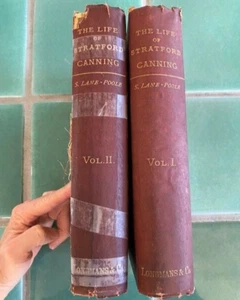 THE LIFE
OF
STRATFORD
CANNING
S. LANE-POOLE
VOL. II.
LONGMANS & Co
THE LIFE
OF
STRATFORD
CANNING.
S. LANE-POOLE
VOL. I.
LONGMANS & Co